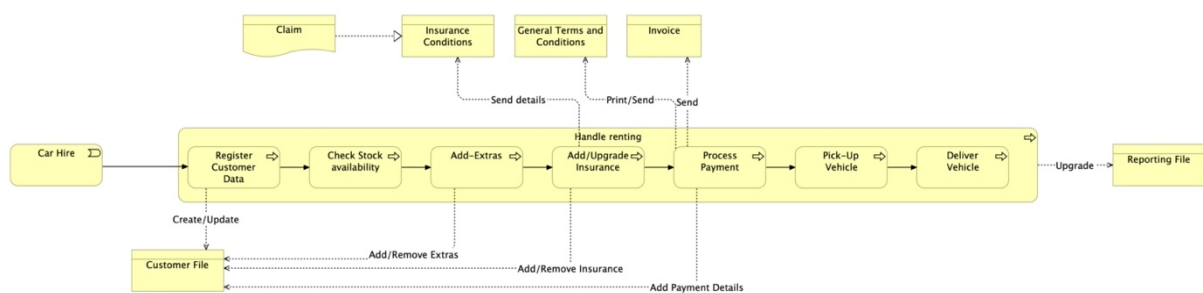 Claim
Insurance
Conditions
General Terms and
Conditions
Invoice
Send details
Print/Send
Send
Handle renting
Car Hire
Register
Customer
Data
Check Stock
availability
Add-Extras
Add/Upgrade
Insurance
Process
Payment
Pick-Up
Vehicle
Deliver
Vehicle
Upgrade
Reporting File
Create/Update
Add/Remove Extras
Customer File
Add/Remove Insurance
Add Payment Details